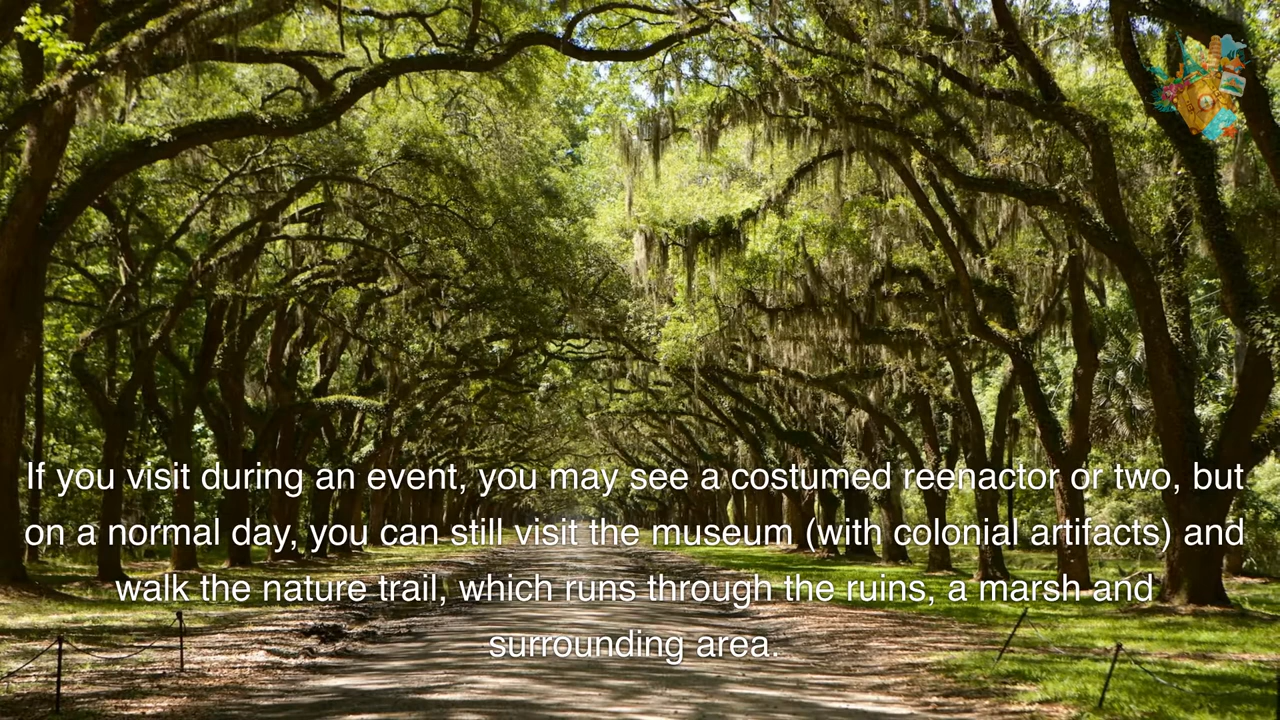 If you visit during an event, you may see a costumed reenactor or two, but
on a normal day, you can still visit the museum (with colonial artifacts) and
walk the nature trail, which runs through the ruins, a marsh and
surrounding area.